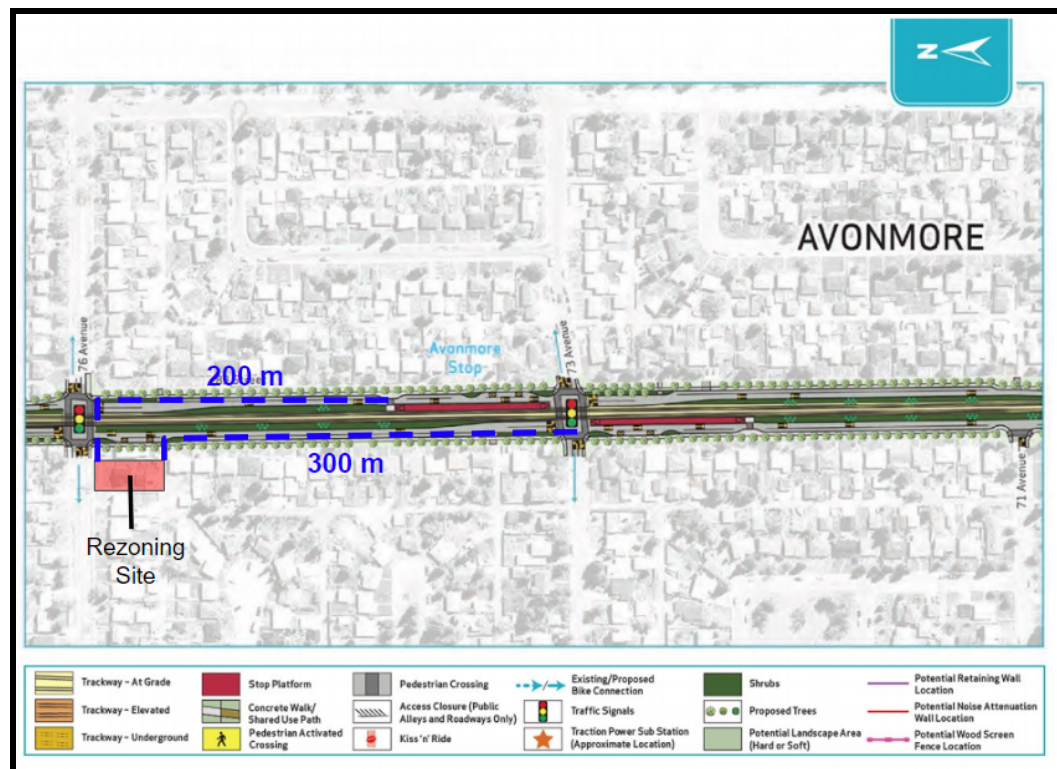 N
AVONMORE
76 Avenue
73 Avenue
Avonmore
Stop
200 m
300 m
71 Avenue
Rezoning
Site
Trackway – At Grade
Trackway – Elevated
Trackway – Underground
Stop Platform
Concrete Walk/
Shared Use Path
Pedestrian Activated
Crossing
Pedestrian Crossing
Access Closure (Public
Alleys and Roadways Only)
Kiss 'n' Ride
Existing/Proposed
Bike Connection
Traffic Signals
Traction Power Sub Station
(Approximate Location)
Shrubs
Proposed Trees
Potential Landscape Area
(Hard or Soft)
Potential Retaining Wall
Location
Potential Noise Attenuation
Wall Location
Potential Wood Screen
Fence Location